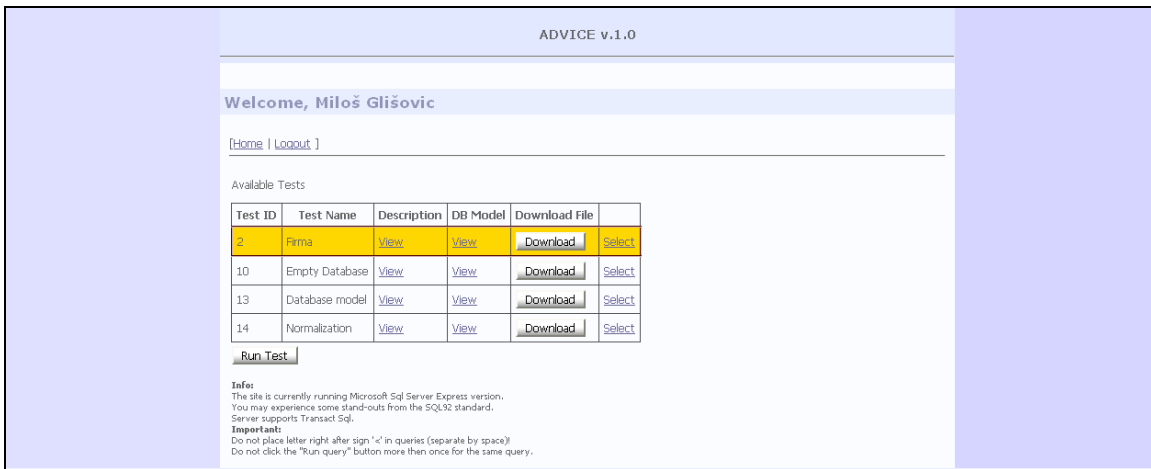 ADVICE v.1.0
Welcome, Miloš Glišovic
[Home | Logout ]
Available Tests
Test ID Test Name Description DB Model Download File
2 Firma View View Download Select
10 Empty Database View View Download Select
13 Database model View View Download Select
14 Normalization View View Download Select
Run Test
Info:
The site is currently running Microsoft Sql Server Express version.
You may experience some stand-outs from the SQL92 standard.
Server supports Transact Sql.
Important:
Do not place letter right after sign '<' in queries (separate by space)!
Do not click the "Run query" button more then once for the same query.